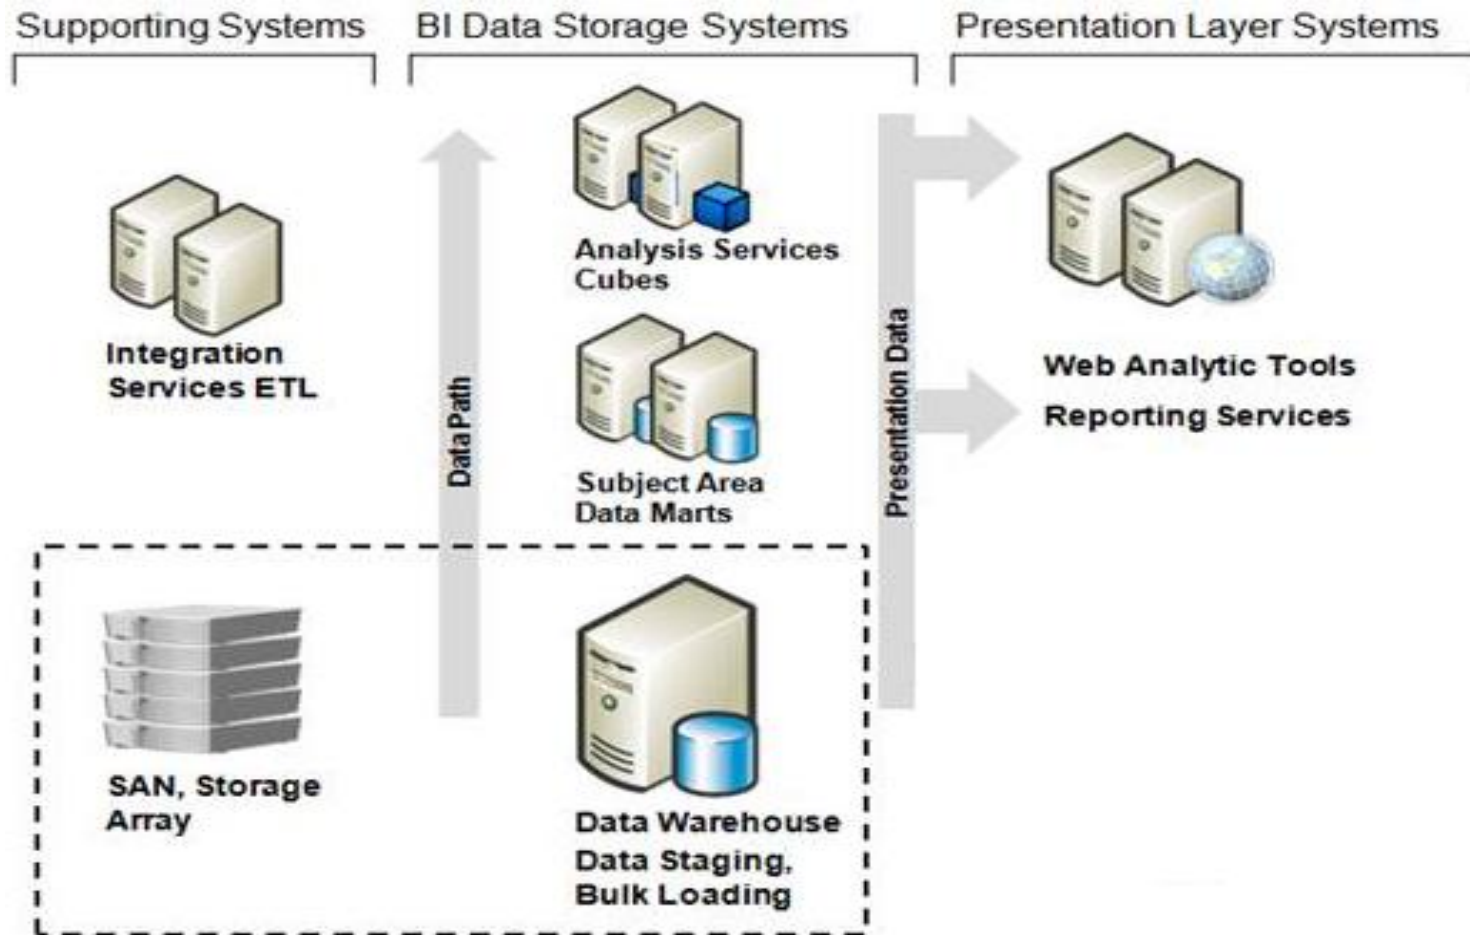 Supporting Systems
BI Data Storage Systems
Presentation Layer Systems
Integration
Services ETL
Data Path
Analysis Services
Cubes
Subject Area
Data Marts
Presentation Data
Web Analytic Tools
Reporting Services
SAN, Storage
Array
Data Warehouse
Data Staging,
Bulk Loading